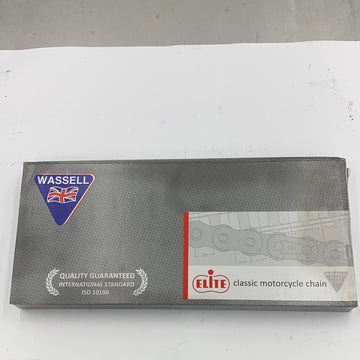 WASSELL
QUALITY GUARANTEED
INTERNATIONAL STANDARD
ISO 10190
ELITE classic motorcycle chain